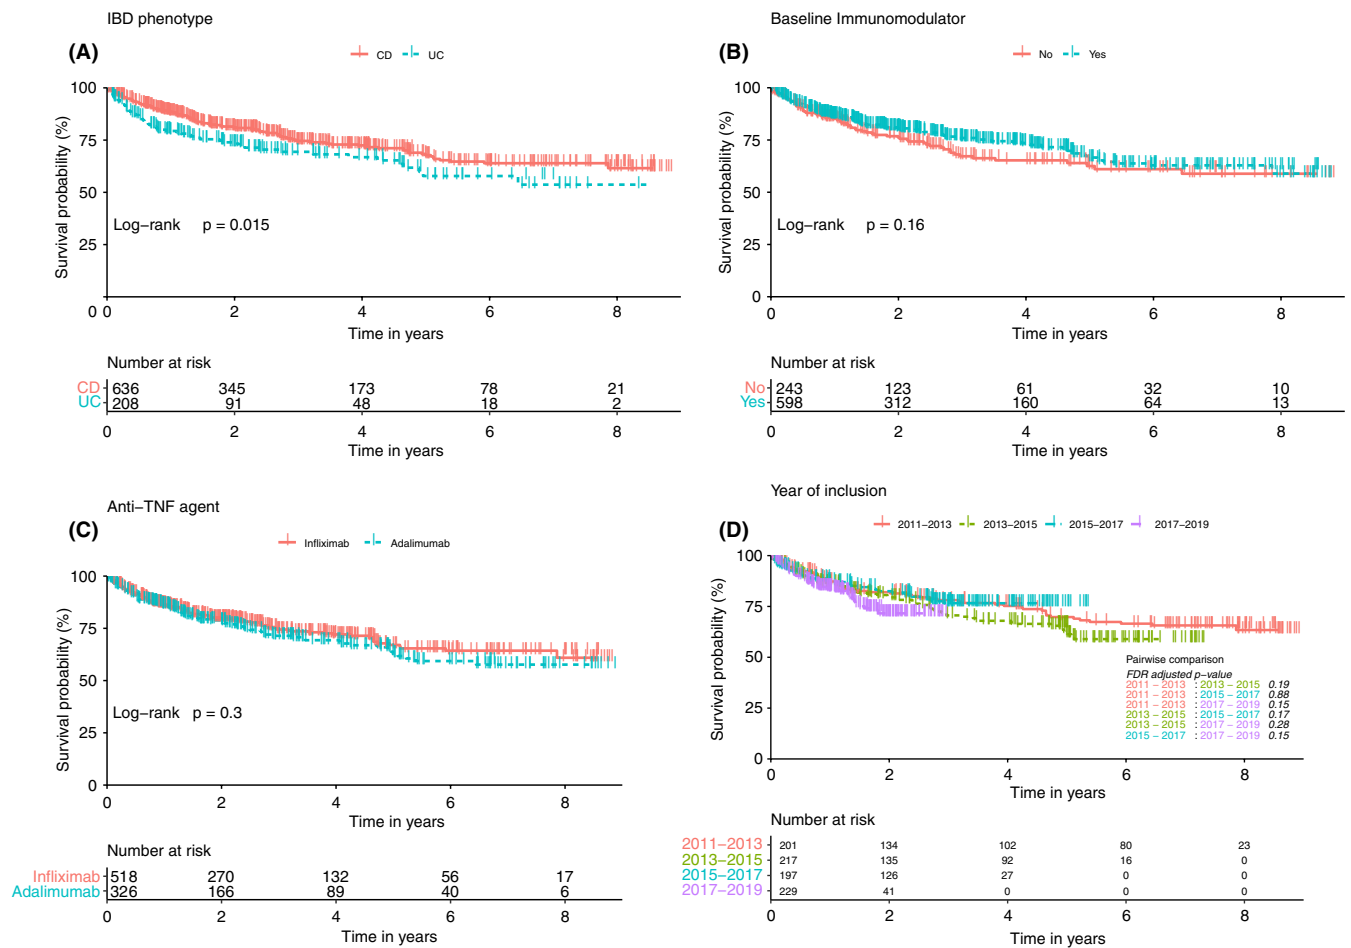 IBD phenotype
(A)
CD UC
100
75
50
25
0
Survival probability (%)
Log−rank p = 0.015
0 2 4 6 8
Time in years
Number at risk
CD 636 345 173 78 21
UC 208 91 48 18 2
0 2 4 6 8
Time in years
Baseline Immunomodulator
(B)
No Yes
100
75
50
25
0
Survival probability (%)
Log−rank p = 0.16
0 2 4 6 8
Time in years
Number at risk
No 243 123 61 32 10
Yes 598 312 160 64 13
0 2 4 6 8
Time in years
Anti−TNF agent
(C)
Infliximab Adalimumab
100
75
50
25
0
Survival probability (%)
Log−rank p = 0.3
0 2 4 6 8
Time in years
Number at risk
Infliximab 518 270 132 56 17
Adalimumab 326 166 89 40 6
0 2 4 6 8
Time in years
Year of inclusion
(D)
2011−2013 2013−2015 2015−2017 2017−2019
100
75
50
25
0
Survival probability (%)
Pairwise comparison
FDR adjusted p−value
2011 − 2013 : 2013 − 2015 0.19
2011 − 2013 : 2015 − 2017 0.88
2011 − 2013 : 2017 − 2019 0.15
2013 − 2015 : 2015 − 2017 0.17
2013 − 2015 : 2017 − 2019 0.28
2015 − 2017 : 2017 − 2019 0.15
0 2 4 6 8
Time in years
Number at risk
2011−2013 201 134 102 80 23
2013−2015 217 135 92 16 0
2015−2017 197 126 27 0 0
2017−2019 229 41 0 0 0
0 2 4 6 8
Time in years